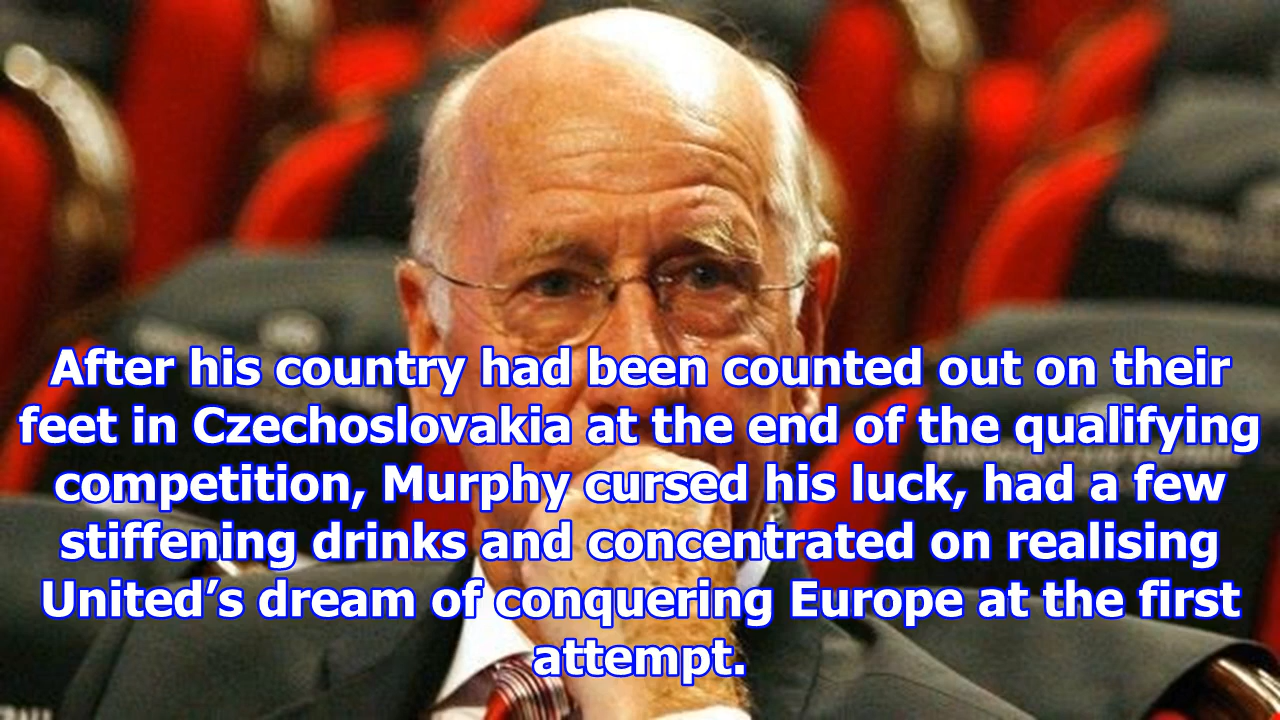 After his country had been counted out on their
feet in Czechoslovakia at the end of the qualifying
competition, Murphy cursed his luck, had a few
stiffening drinks and concentrated on realising
United’s dream of conquering Europe at the first
attempt.